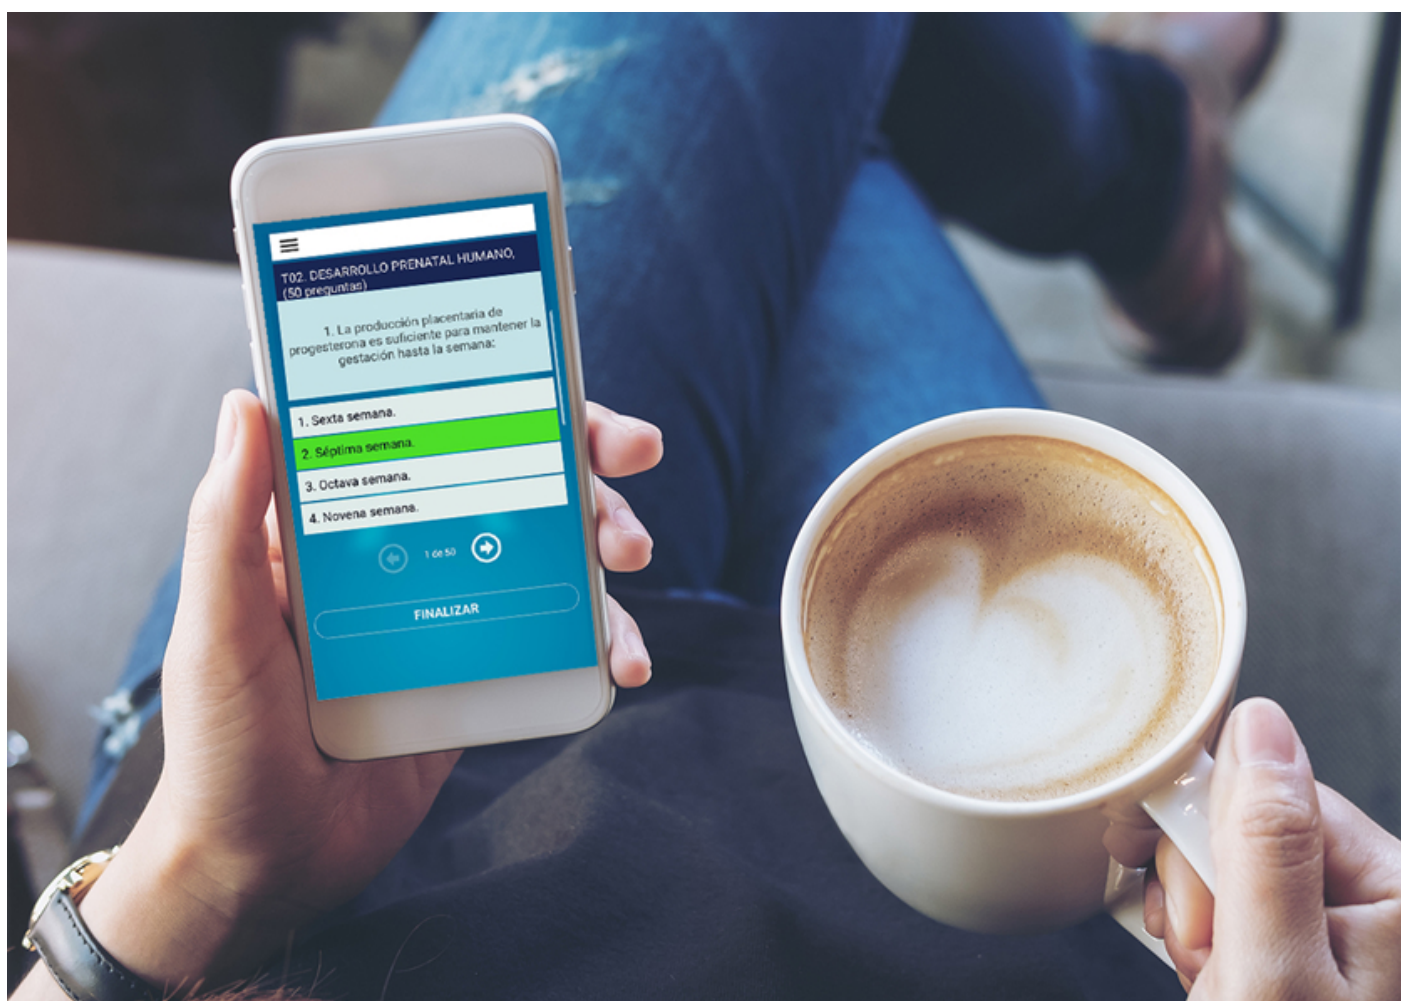 T02. DESARROLLO PRENATAL HUMANO,
(50 preguntas)
1. La producción placentaria de
progesterona es suficiente para mantener la
gestación hasta la semana:
1. Sexta semana.
2. Séptima semana.
3. Octava semana.
4. Novena semana.
1 de 50
FINALIZAR